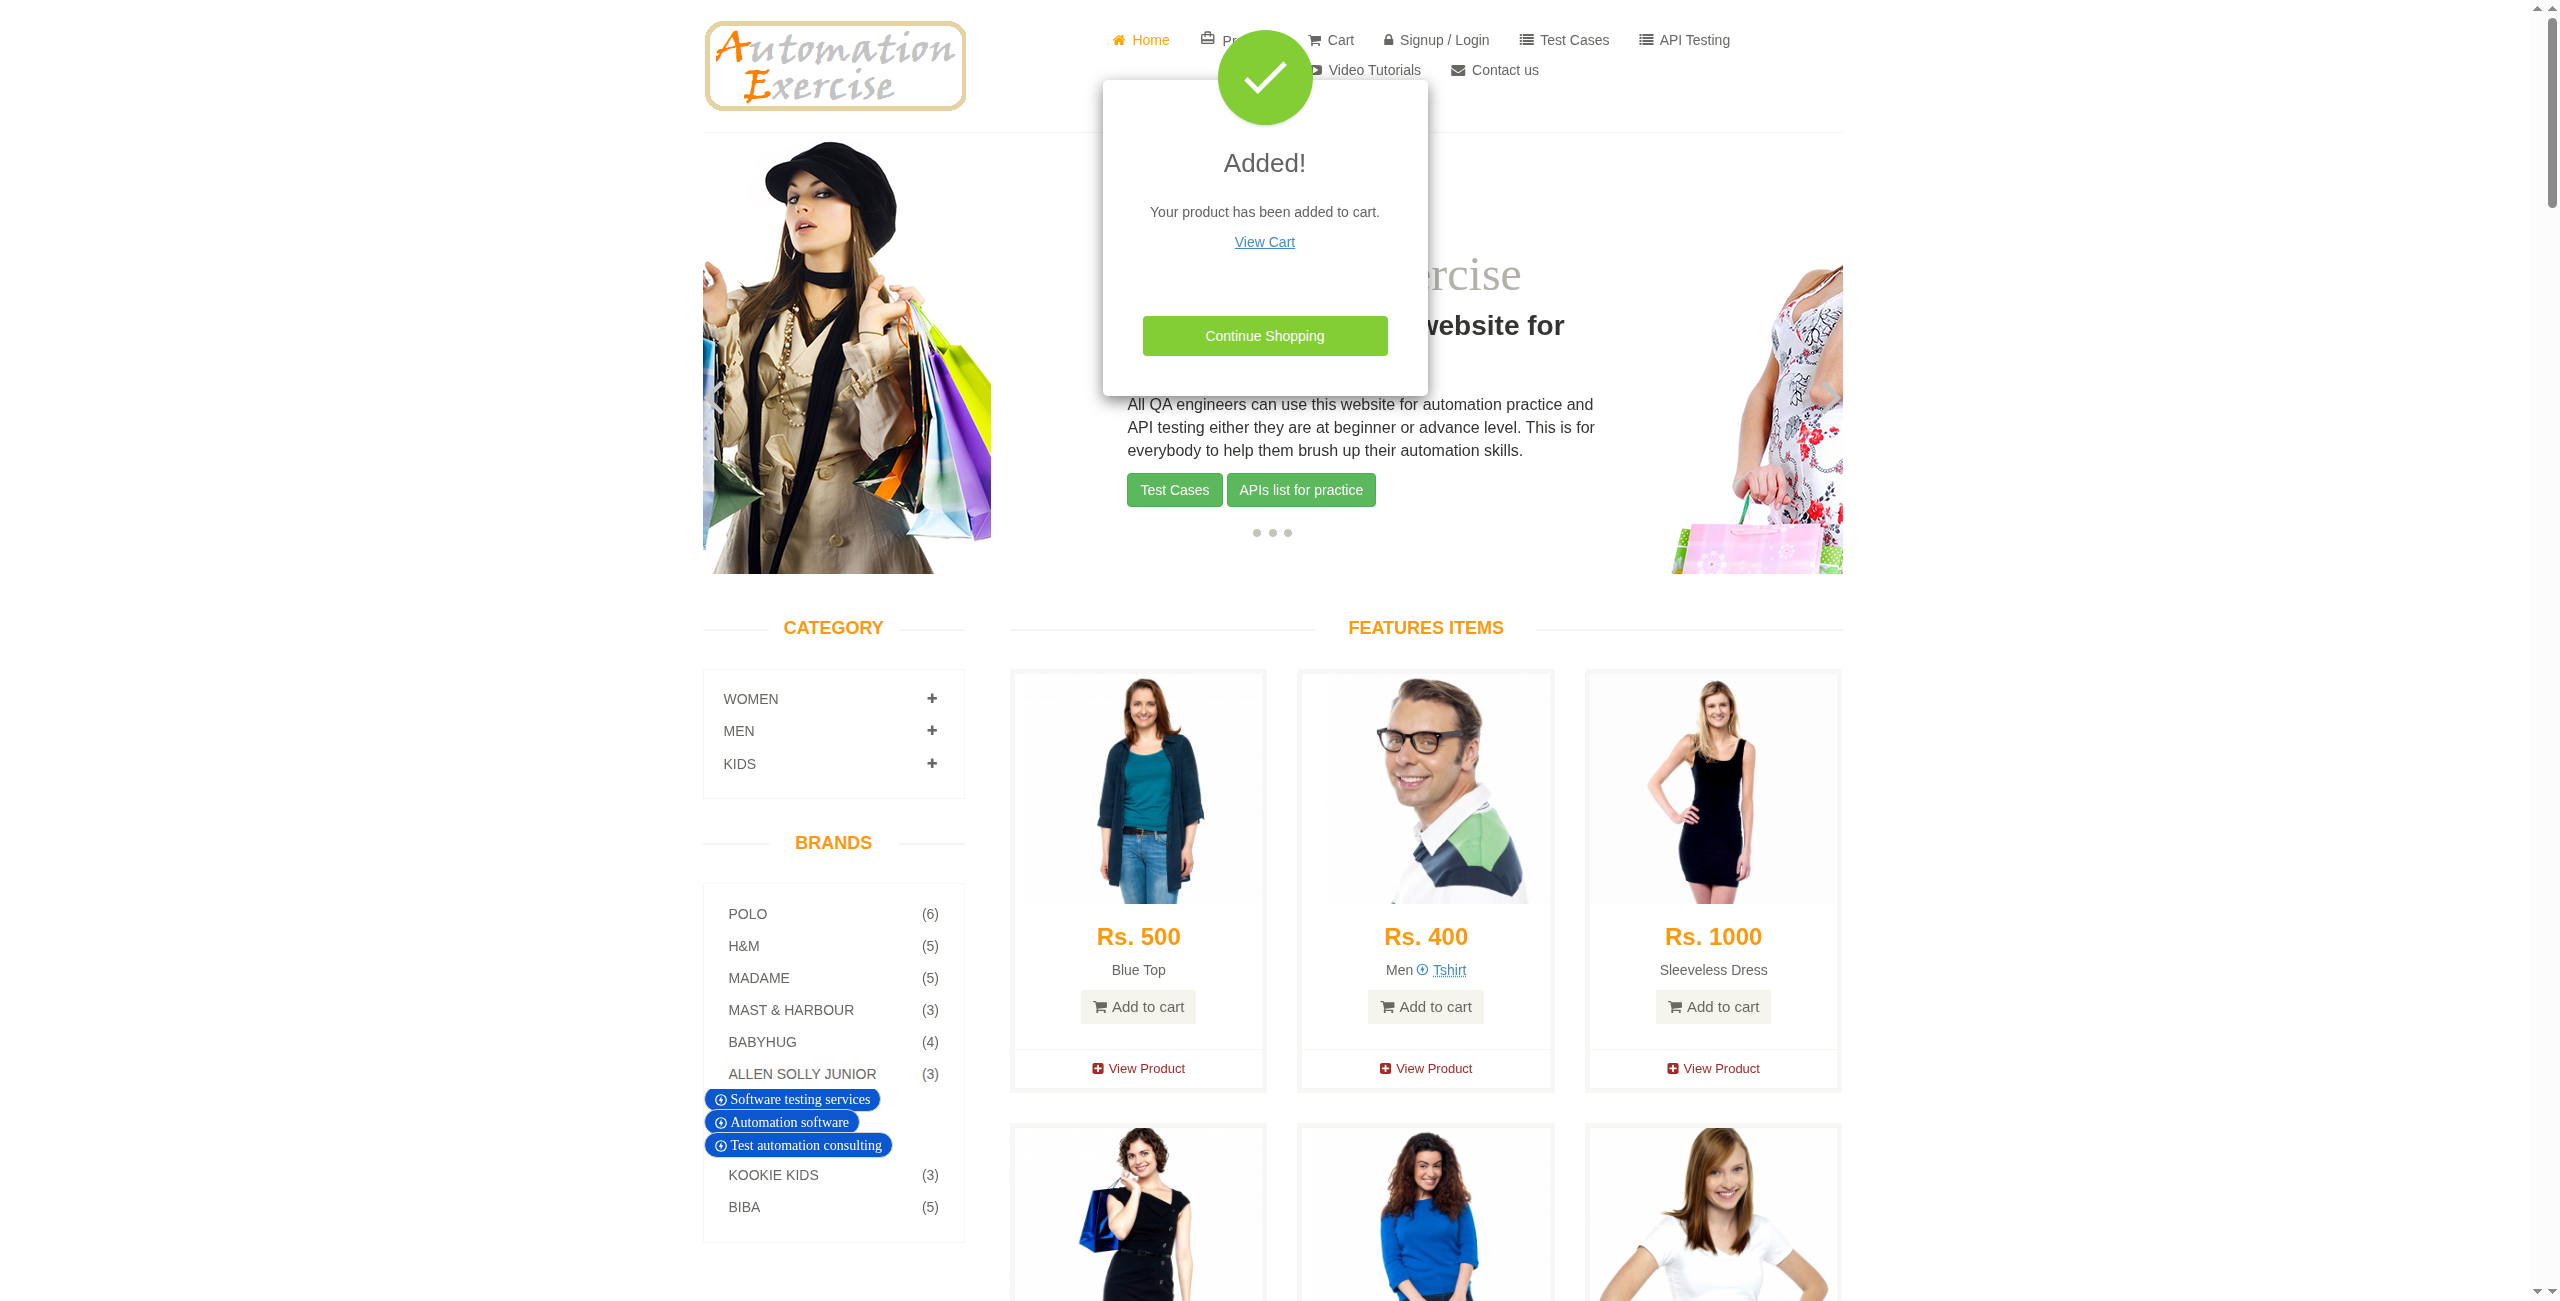 Automation
Exercise
Home
Cart
Signup / Login
Test Cases
API Testing
Video Tutorials
Contact us
Added!
Your product has been added to cart.
View Cart
Continue Shopping
website for
All QA engineers can use this website for automation practice and
API testing either they are at beginner or advance level. This is for
everybody to help them brush up their automation skills.
Test Cases
APIs list for practice
CATEGORY
WOMEN
MEN
KIDS
BRANDS
POLO (6)
H&M (5)
MADAME (5)
MAST & HARBOUR (3)
BABYHUG (4)
ALLEN SOLLY JUNIOR (3)
Software testing services
Automation software
Test automation consulting
KOOKIE KIDS (3)
BIBA (5)
FEATURES ITEMS
Rs. 500
Blue Top
Add to cart
View Product
Rs. 400
Men Tshirt
Add to cart
View Product
Rs. 1000
Sleeveless Dress
Add to cart
View Product